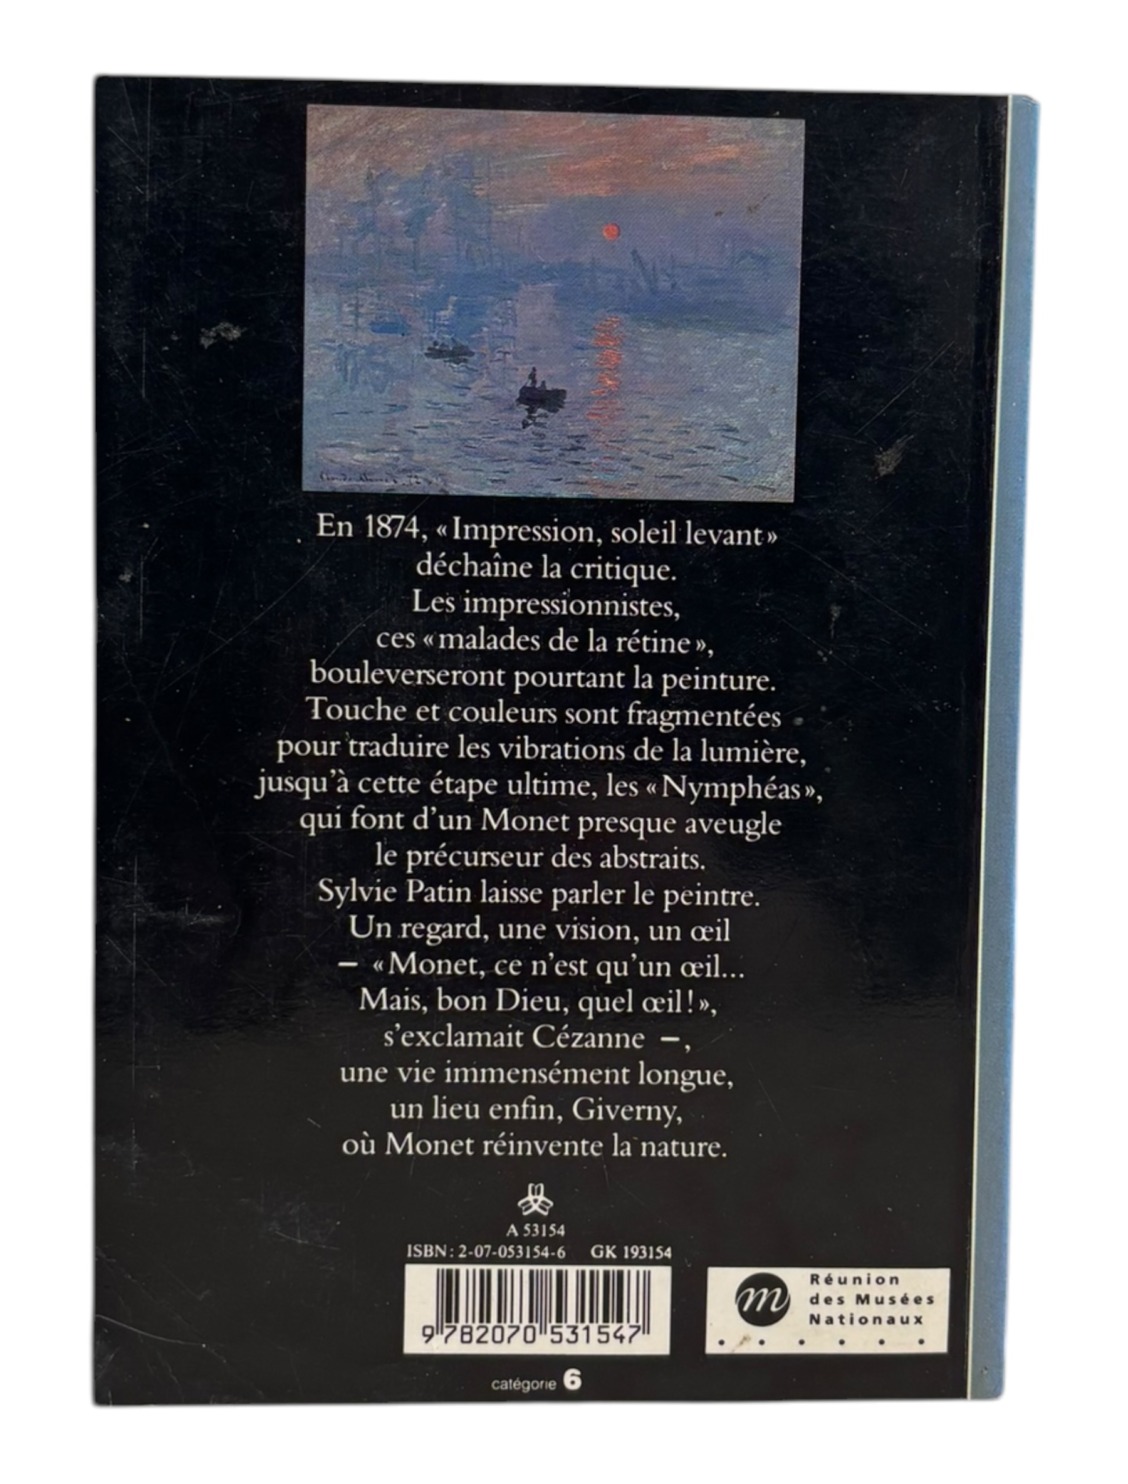 En 1874, «Impression, soleil levant»
déchaîne la critique.
Les impressionnistes,
ces «malades de la rétine»,
bouleverseront pourtant la peinture.
Touche et couleurs sont fragmentées
pour traduire les vibrations de la lumière,
jusqu'à cette étape ultime, les «Nymphéas»,
qui font d'un Monet presque aveugle
le précurseur des abstraits.
Sylvie Patin laisse parler le peintre.
Un regard, une vision, un œil
– «Monet, ce n'est qu'un œil...
Mais, bon Dieu, quel œil!»,
s'exclamait Cézanne –,
une vie immensément longue,
un lieu enfin, Giverny,
où Monet réinvente la nature.
A 53154
ISBN : 2-07-053154-6 GK 193154
9 782070 531547
m
Réunion
des Musées
Nationaux
catégorie 6